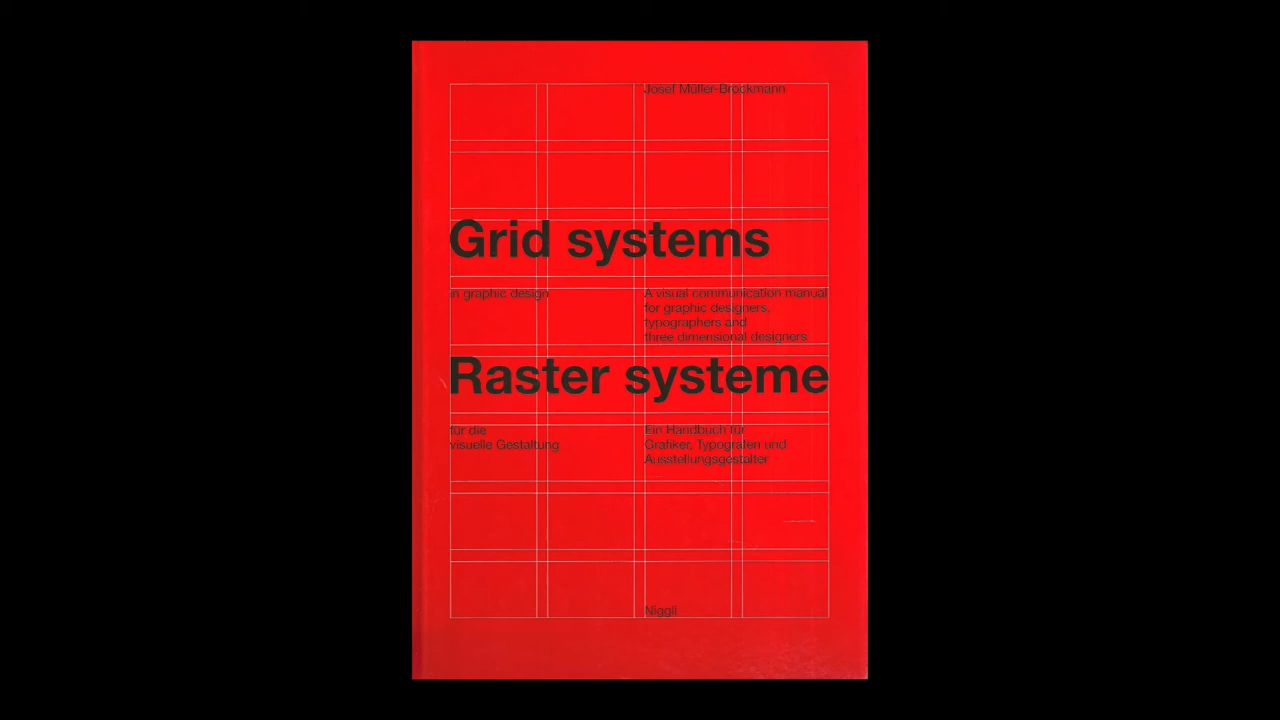 Josef Müller-Brockmann
Grid systems
in graphic design
A visual communication manual
for graphic designers,
typographers and
three dimensional designers
Raster systeme
für die
visuelle Gestaltung
Ein Handbuch für
Grafiker, Typografen und
Ausstellungsgestalter
Niggli